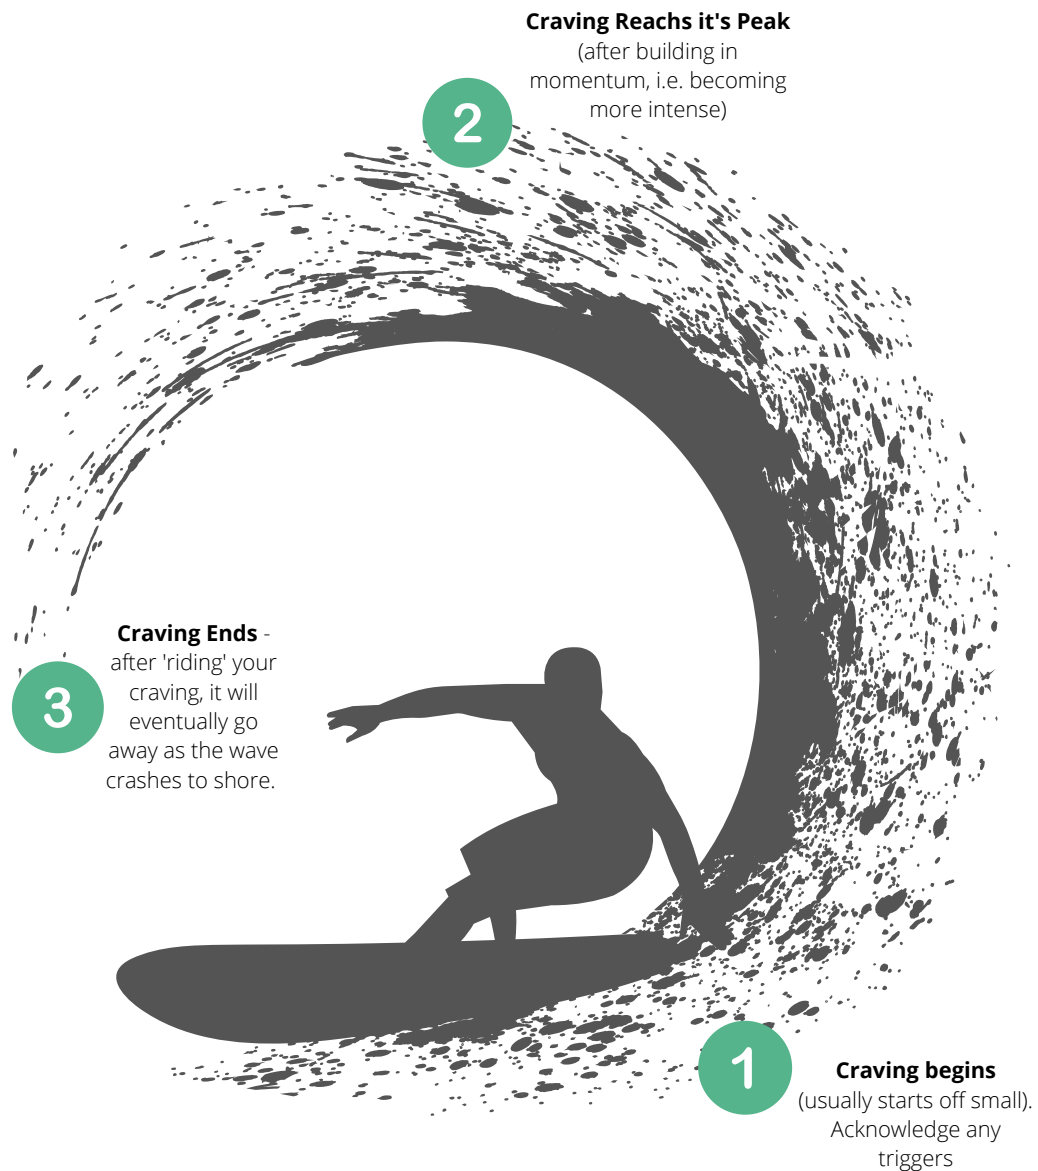 Craving Reachs it's Peak
(after building in
momentum, i.e. becoming
more intense)
2
Craving Ends -
after 'riding' your
craving, it will
eventually go
away as the wave
crashes to shore.
3
1
Craving begins
(usually starts off small).
Acknowledge any
triggers